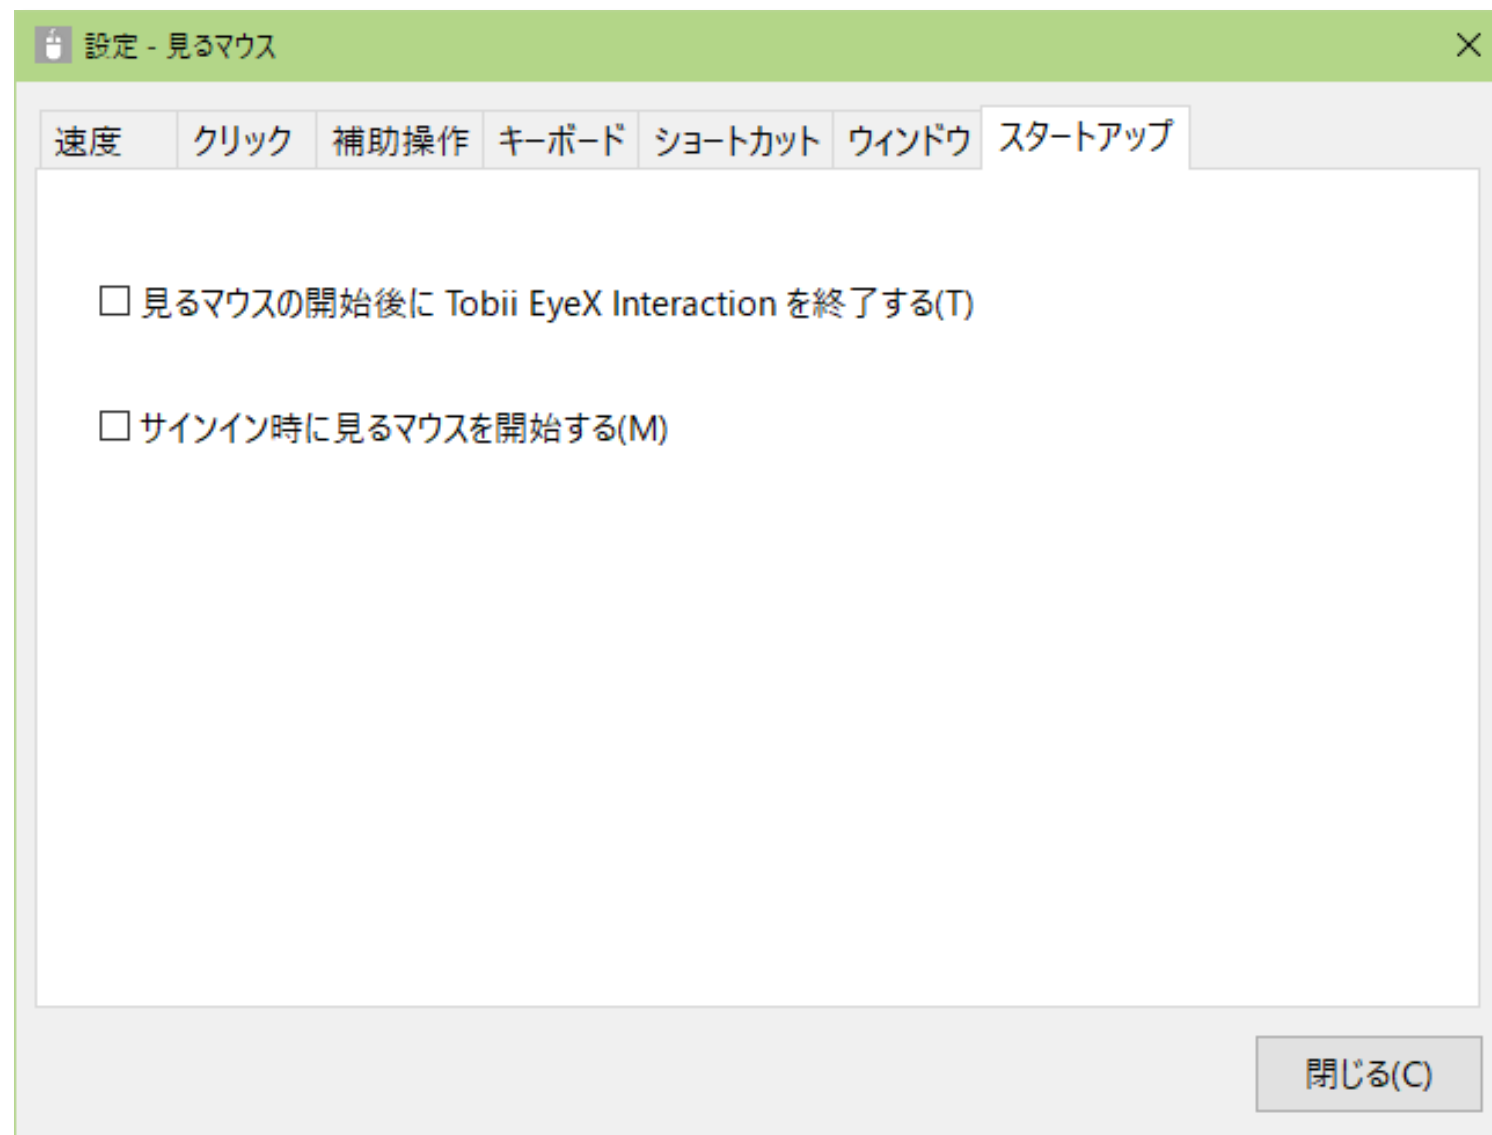 設定 - 見るマウス
速度 クリック 補助操作 キーボード ショートカット ウィンドウ スタートアップ
見るマウスの開始後に Tobii EyeX Interaction を終了する(T)
サインイン時に見るマウスを開始する(M)
閉じる(C)